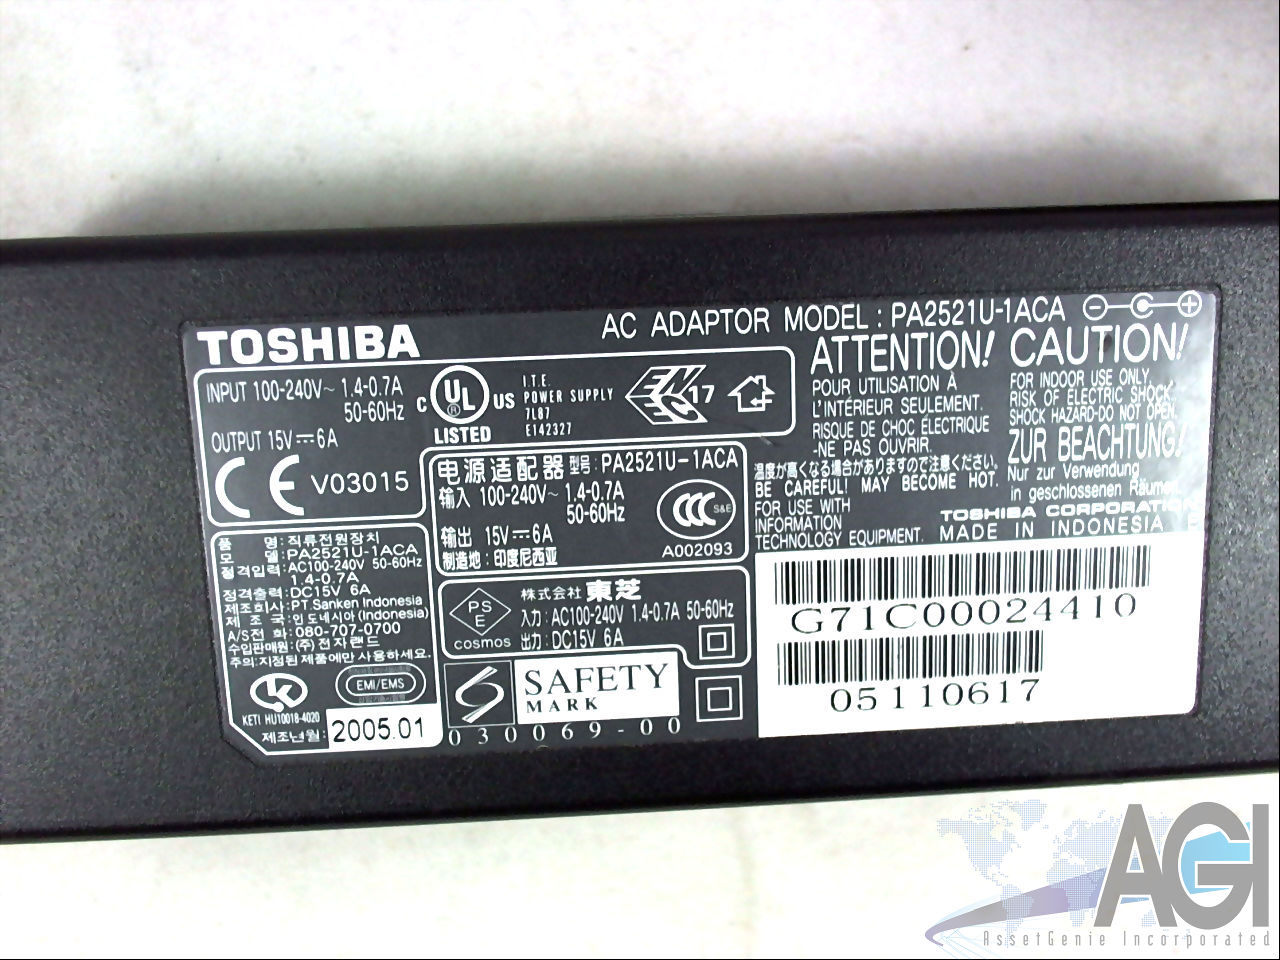 TOSHIBA
AC ADAPTOR MODEL : PA2521U-1ACA
INPUT 100-240V~ 1.4-0.7A
50-60Hz
OUTPUT 15V⎓6A
CE V03015
C UL ® US
LISTED
I.T.E.
POWER SUPPLY
7L87
E142327
17
电源适配器 型号: PA2521U-1ACA
输入 100-240V~ 1.4-0.7A
50-60Hz
输出 15V⎓6A
制造地: 印度尼西亚
CCC S&E
A002093
品 명: 직류전원장치
모 델: PA2521U-1ACA
정격입력: AC100-240V 50-60Hz
1.4-0.7A
정격출력: DC15V 6A
제조회사: PT.Sanken Indonesia
제 조 국: 인도네시아(Indonesia)
A/S전 화: 080-707-0700
수입판매원: (주)전자랜드
주의: 지정된 제품에만 사용하세요.
EMI/EMS
KETI HU10018-4020
제조년월: 2005.01
PS
E
cosmos
株式会社 東芝
入力: AC100-240V 1.4-0.7A 50-60Hz
出力: DC15V 6A
SAFETY
MARK
030069-00
ATTENTION!
POUR UTILISATION À
L'INTÉRIEUR SEULEMENT.
RISQUE DE CHOC ÉLECTRIQUE
-NE PAS OUVRIR.
CAUTION!
FOR INDOOR USE ONLY.
RISK OF ELECTRIC SHOCK.
SHOCK HAZARD-DO NOT OPEN.
ZUR BEACHTUNG!
Nur zur Verwendung
in geschlossenen Räumen
温度が高くなる場合がありますので注意ください。
BE CAREFUL! MAY BECOME HOT.
FOR USE WITH
INFORMATION
TECHNOLOGY EQUIPMENT.
TOSHIBA CORPORATION
MADE IN INDONESIA E
G71C00024410
05110617
AGI
AssetGenie Incorporated